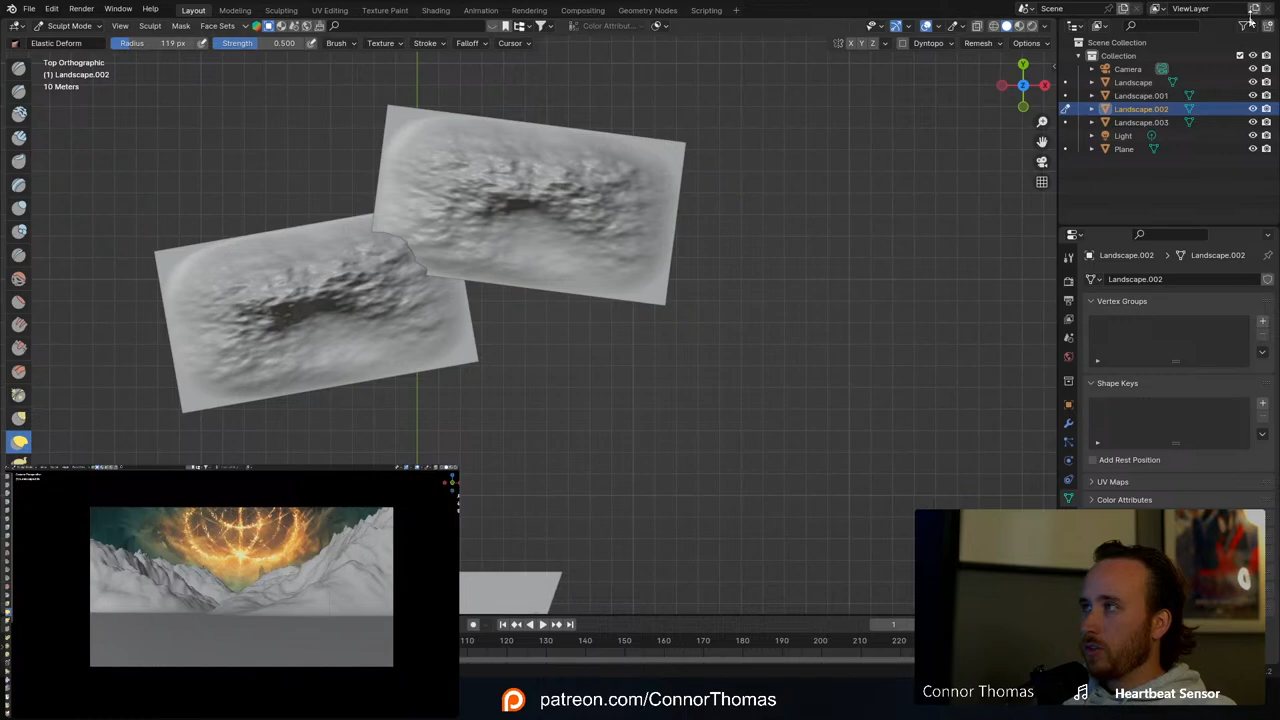 File Edit Render Window Help Layout Modeling Sculpting UV Editing Texture Paint Shading Animation Rendering Compositing Geometry Nodes Scripting + Scene ViewLayer
Sculpt Mode View Sculpt Mask Face Sets Color Attribut...
Elastic Deform Radius 119 px Strength 0.500 Brush Texture Stroke Falloff Cursor X Y Z Dyntopo Remesh Options
Top Orthographic
(1) Landscape.002
10 Meters
Y
X
Z
Scene Collection
Collection
Camera
Landscape
Landscape.001
Landscape.002
Landscape.003
Light
Plane
Landscape.002 Landscape.002
Landscape.002
Vertex Groups
Shape Keys
Add Rest Position
UV Maps
Color Attributes
1
110 120 130 140 150 160 170 180 190 200 210 220
Connor Thomas
Heartbeat Sensor
patreon.com/ConnorThomas